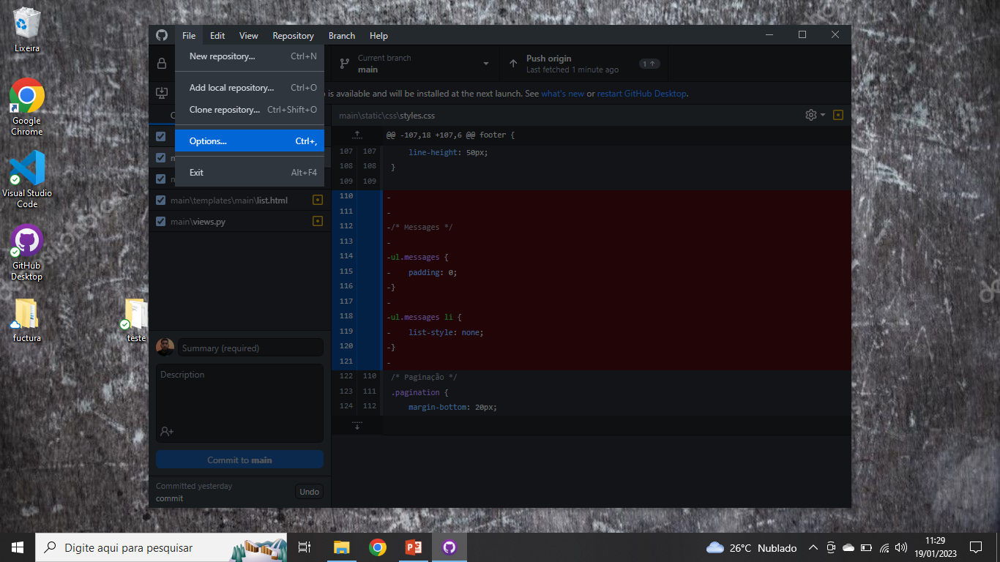 Lixeira
Google
Chrome
Visual Studio
Code
GitHub
Desktop
fuctura
teste
File Edit View Repository Branch Help
New repository... Ctrl+N
Add local repository... Ctrl+O
Clone repository... Ctrl+Shift+O
Options... Ctrl+,
Exit Alt+F4
Current branch
main
Push origin
Last fetched 1 minute ago
1
is available and will be installed at the next launch. See what's new or restart GitHub Desktop.
main\static\css\styles.css
main\templates\main\list.html
main\views.py
@@ -107,18 +107,6 @@ footer {
107 107 line-height: 50px;
108 108 }
109 109
110 -
111 -
112 -/* Messages */
113 -
114 -ul.messages {
115 - padding: 0;
116 -}
117 -
118 -ul.messages li {
119 - list-style: none;
120 -}
121 -
122 110 /* Paginação */
123 111 .pagination {
124 112 margin-bottom: 20px;
Summary (required)
Description
Commit to main
Committed yesterday
commit
Undo
Digite aqui para pesquisar
26°C Nublado
11:29
19/01/2023